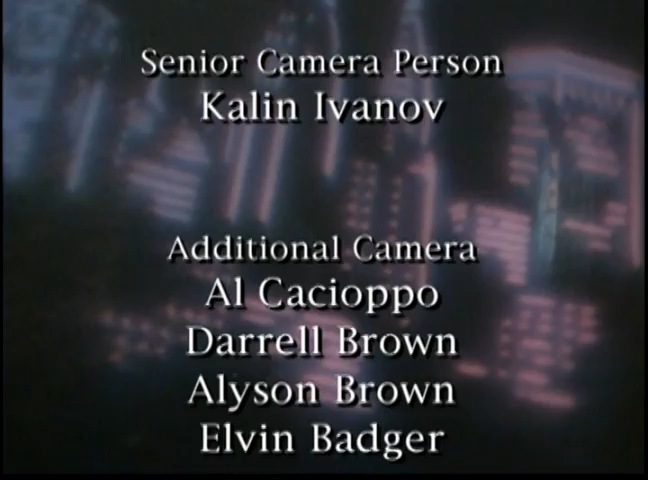 Senior Camera Person
Kalin Ivanov
Additional Camera
Al Cacioppo
Darrell Brown
Alyson Brown
Elvin Badger